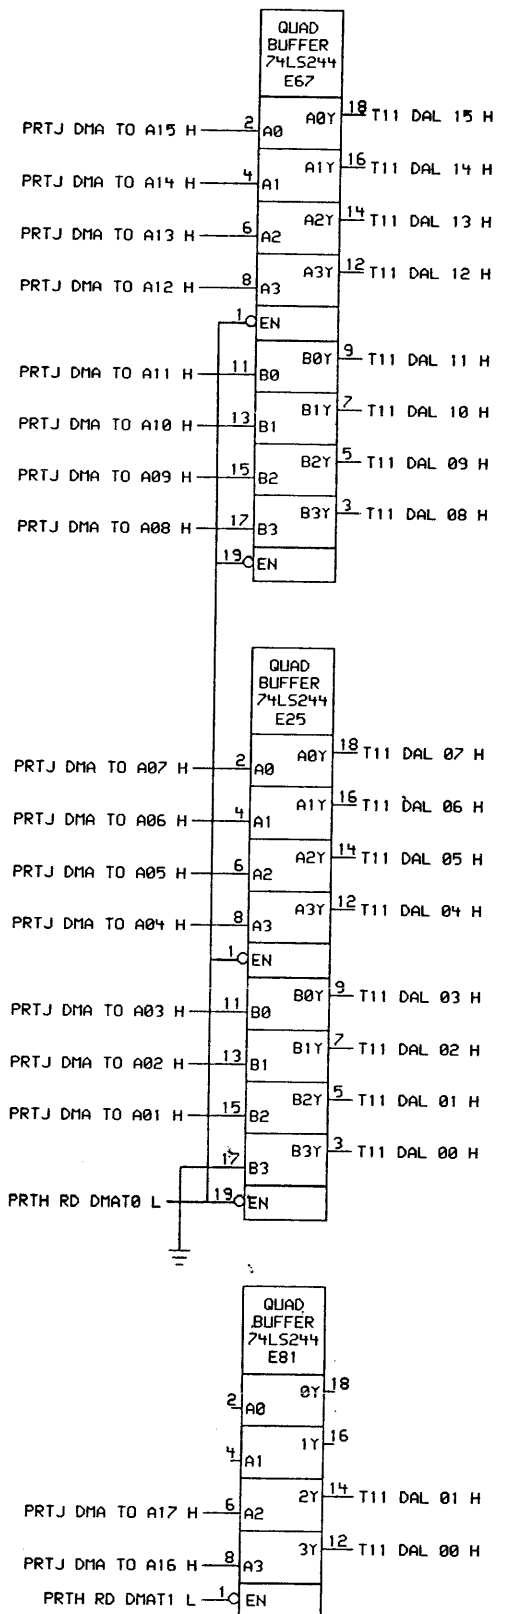 QUAD
BUFFER
74LS244
E67
PRTJ DMA TO A15 H 2 A0 A0Y 18 T11 DAL 15 H
PRTJ DMA TO A14 H 4 A1 A1Y 16 T11 DAL 14 H
PRTJ DMA TO A13 H 6 A2 A2Y 14 T11 DAL 13 H
PRTJ DMA TO A12 H 8 A3 A3Y 12 T11 DAL 12 H
1 EN
PRTJ DMA TO A11 H 11 B0 B0Y 9 T11 DAL 11 H
PRTJ DMA TO A10 H 13 B1 B1Y 7 T11 DAL 10 H
PRTJ DMA TO A09 H 15 B2 B2Y 5 T11 DAL 09 H
PRTJ DMA TO A08 H 17 B3 B3Y 3 T11 DAL 08 H
19 EN
QUAD
BUFFER
74LS244
E25
PRTJ DMA TO A07 H 2 A0 A0Y 18 T11 DAL 07 H
PRTJ DMA TO A06 H 4 A1 A1Y 16 T11 DAL 06 H
PRTJ DMA TO A05 H 6 A2 A2Y 14 T11 DAL 05 H
PRTJ DMA TO A04 H 8 A3 A3Y 12 T11 DAL 04 H
1 EN
PRTJ DMA TO A03 H 11 B0 B0Y 9 T11 DAL 03 H
PRTJ DMA TO A02 H 13 B1 B1Y 7 T11 DAL 02 H
PRTJ DMA TO A01 H 15 B2 B2Y 5 T11 DAL 01 H
17 B3 B3Y 3 T11 DAL 00 H
PRTH RD DMAT0 L 19 EN
QUAD
BUFFER
74LS244
E81
2 A0 0Y 18
4 A1 1Y 16
PRTJ DMA TO A17 H 6 A2 2Y 14 T11 DAL 01 H
PRTJ DMA TO A16 H 8 A3 3Y 12 T11 DAL 00 H
PRTH RD DMAT1 L 1 EN